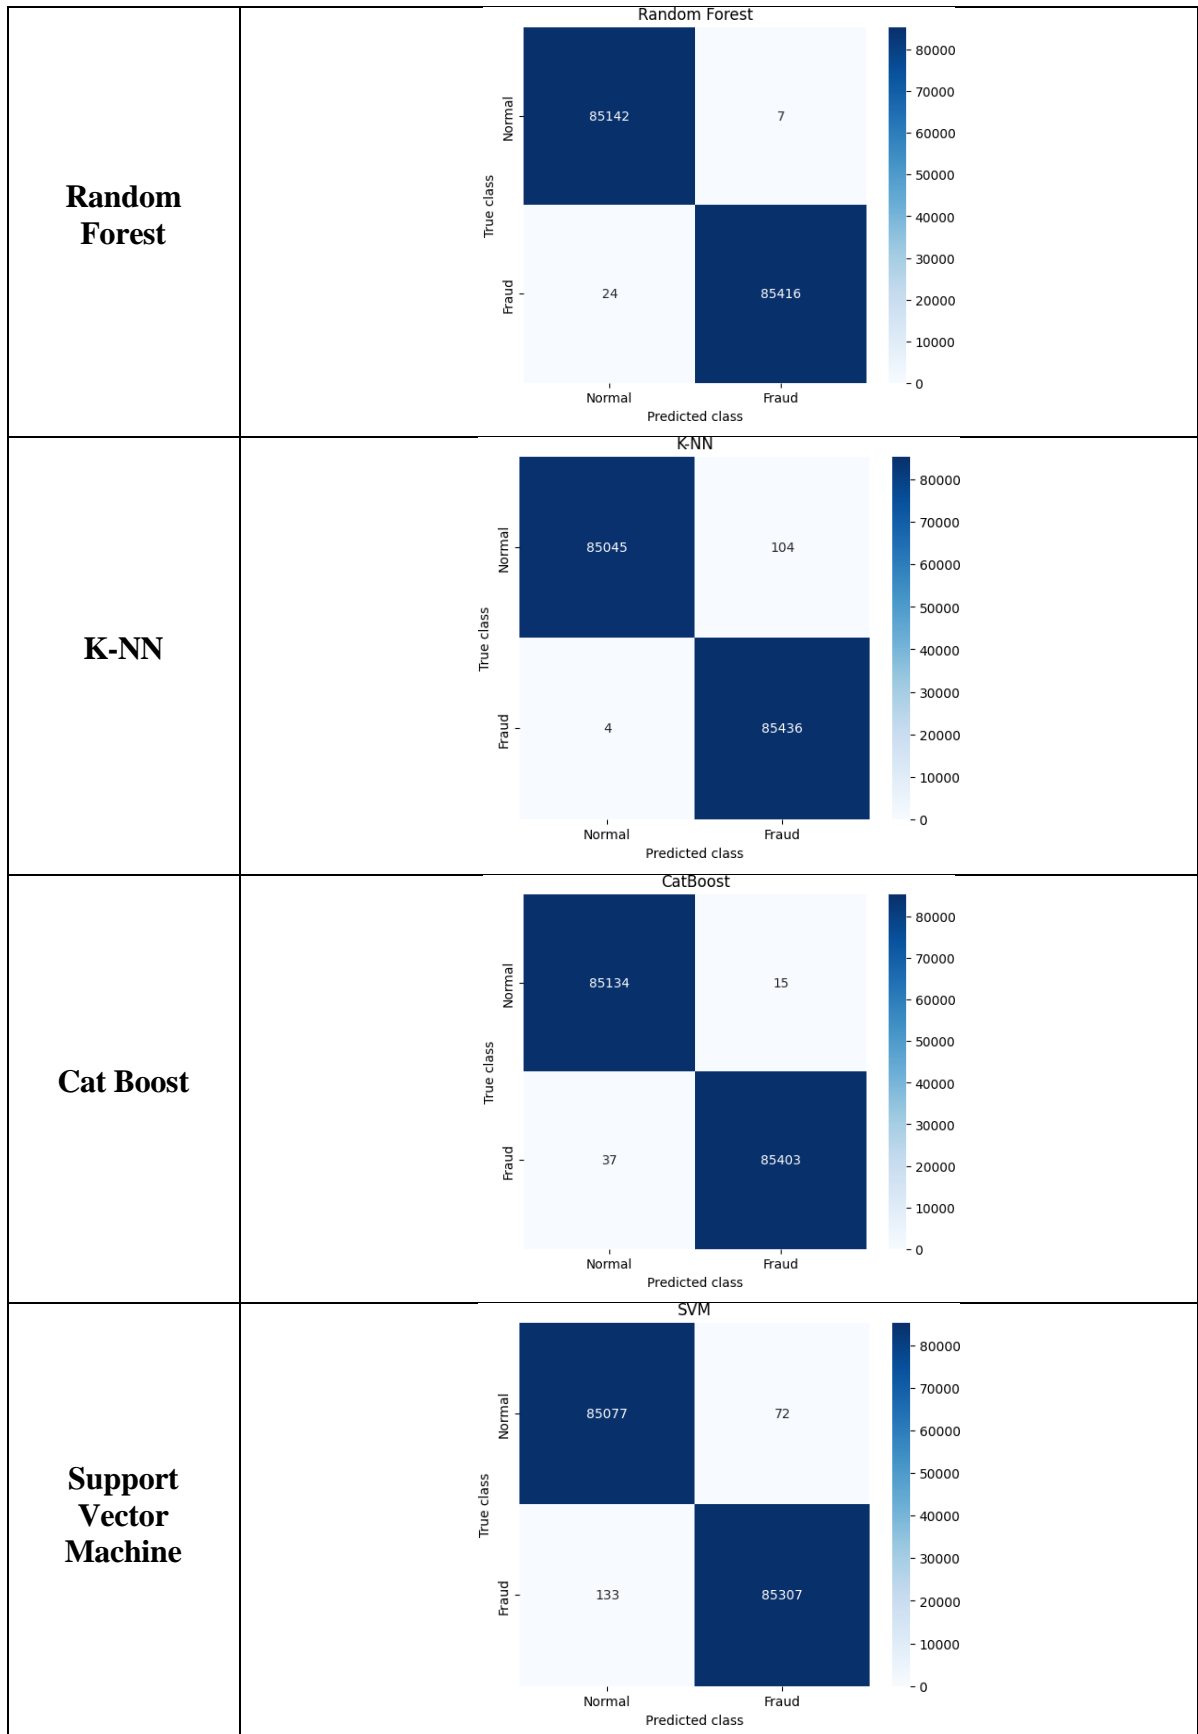 Random
Forest
Random Forest
True class
Normal
85142
7
Fraud
24
85416
Normal
Fraud
Predicted class
80000
70000
60000
50000
40000
30000
20000
10000
0
K-NN
K-NN
True class
Normal
85045
104
Fraud
4
85436
Normal
Fraud
Predicted class
80000
70000
60000
50000
40000
30000
20000
10000
0
Cat Boost
CatBoost
True class
Normal
85134
15
Fraud
37
85403
Normal
Fraud
Predicted class
80000
70000
60000
50000
40000
30000
20000
10000
0
Support
Vector
Machine
SVM
True class
Normal
85077
72
Fraud
133
85307
Normal
Fraud
Predicted class
80000
70000
60000
50000
40000
30000
20000
10000
0